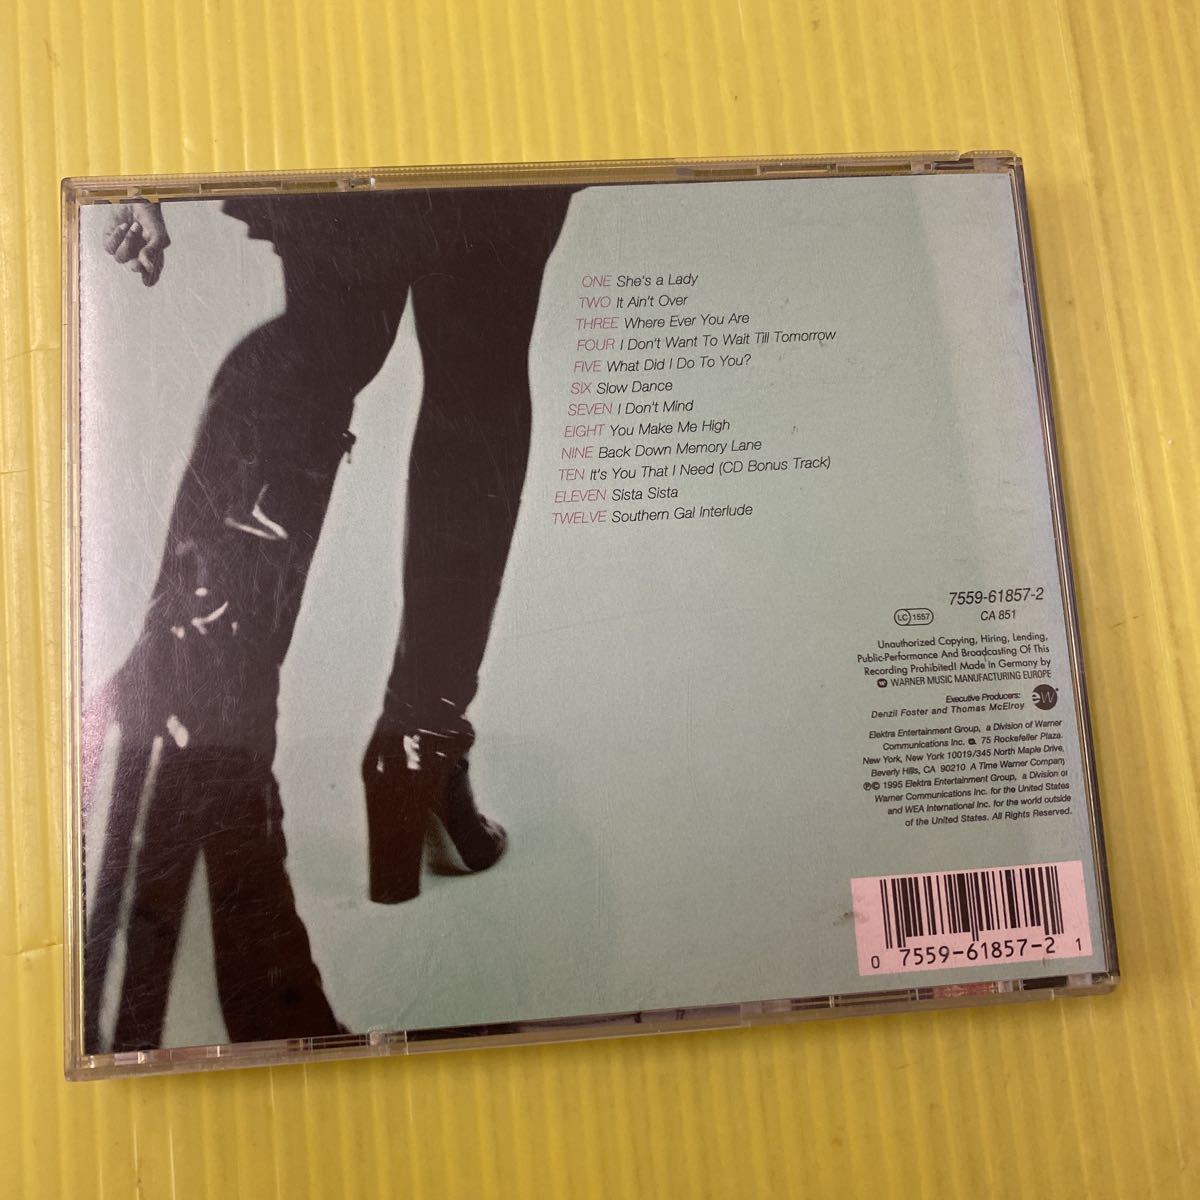 ONE She's a Lady
TWO It Ain't Over
THREE Where Ever You Are
FOUR I Don't Want To Wait Till Tomorrow
FIVE What Did I Do To You?
SIX Slow Dance
SEVEN I Don't Mind
EIGHT You Make Me High
NINE Back Down Memory Lane
TEN It's You That I Need (CD Bonus Track)
ELEVEN Sista Sista
TWELVE Southern Gal Interlude
7559-61857-2
LC 1557 CA 851
Unauthorized Copying, Hiring, Lending,
Public-Performance And Broadcasting Of This
Recording Prohibited! Made in Germany by
WARNER MUSIC MANUFACTURING EUROPE
Executive Producers:
Denzil Foster and Thomas McElroy
ew
Elektra Entertainment Group, a Division of Warner
Communications Inc. 75 Rockefeller Plaza.
New York, New York 10019/345 North Maple Drive,
Beverly Hills, CA 90210 A Time Warner Company
℗© 1995 Elektra Entertainment Group, a Division of
Warner Communications Inc. for the United States
and WEA International Inc. for the world outside
of the United States. All Rights Reserved.
0 7559-61857-2 1